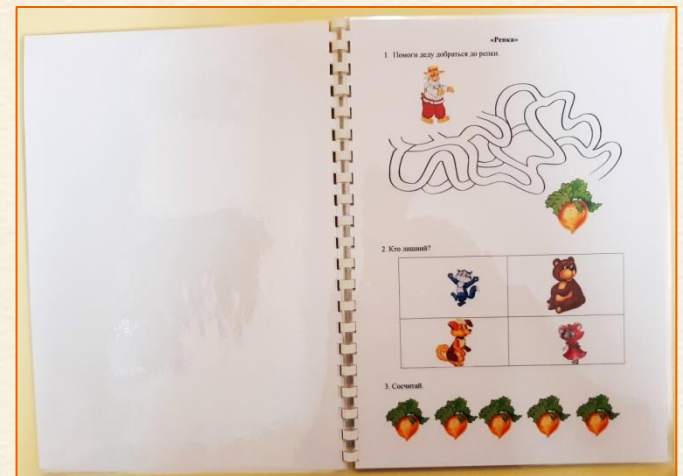 «Репка»
1. Помоги деду добраться до репки.
2. Кто лишний?
3. Сосчитай.